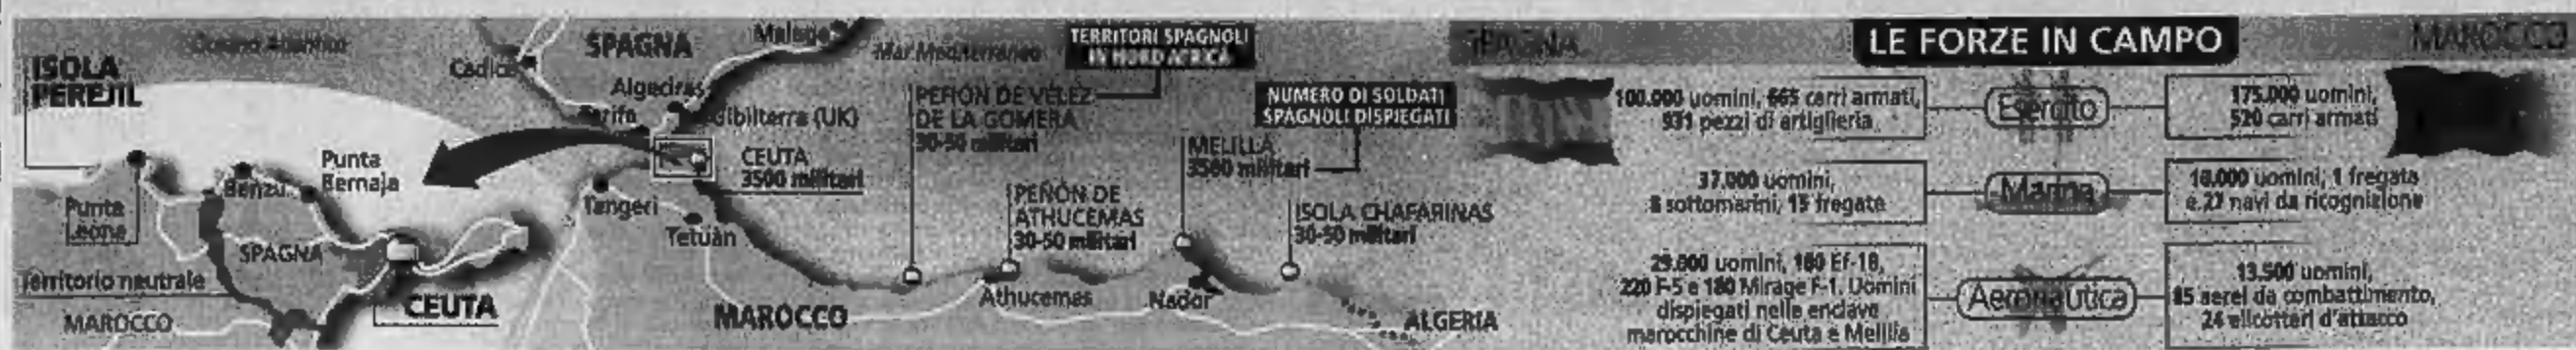 ISOLA
PEREJIL
Oceano Atlantico
Punta
Leona
Benzu
Punta
Bernaja
SPAGNA
Territorio neutrale
MAROCCO
CEUTA
SPAGNA
Cadice
Malaga
Algeciras
Tarifa
Gibilterra (UK)
Mar Mediterraneo
CEUTA
3500 militari
Tangeri
Tetuàn
MAROCCO
TERRITORI SPAGNOLI
IN NORD AFRICA
PEÑON DE VELEZ
DE LA GOMERA
30-50 militari
PEÑON DE
ATHUCEMAS
30-50 militari
Athucemas
NUMERO DI SOLDATI
SPAGNOLI DISPIEGATI
MELILLA
3500 militari
Nador
ISOLA CHAFARINAS
30-50 militari
ALGERIA
LE FORZE IN CAMPO
SPAGNA
MAROCCO
100.000 uomini, 665 carri armati,
931 pezzi di artiglieria
Esercito
175.000 uomini,
520 carri armati
37.000 uomini,
8 sottomarini, 15 fregate
Marina
10.000 uomini, 1 fregata
e 27 navi da ricognizione
29.000 uomini, 180 Ef-18,
220 F-5 e 180 Mirage F-1. Uomini
dispiegati nelle enclave
marocchine di Ceuta e Melilla
Aeronautica
13.500 uomini,
85 aerei da combattimento,
24 elicotteri d'attacco